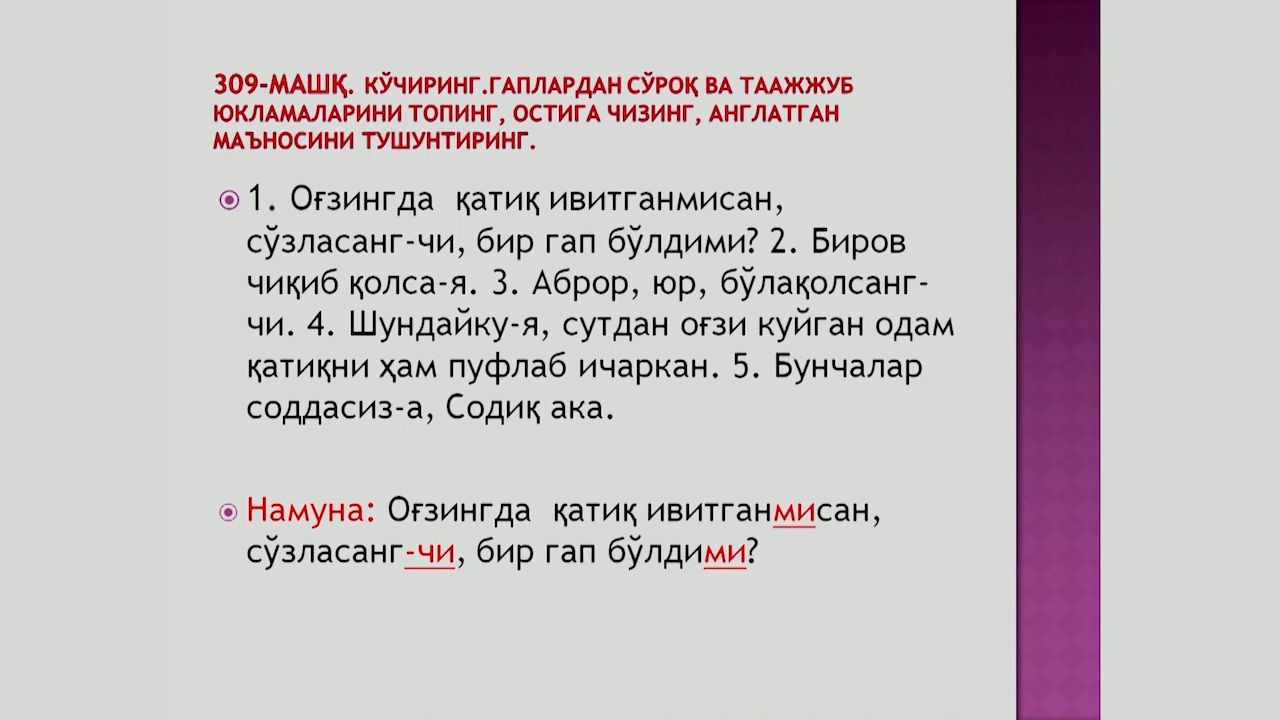 309-МАШҚ. КЎЧИРИНГ.ГАПЛАРДАН СЎРОҚ ВА ТААЖЖУБ
ЮКЛАМАЛАРИНИ ТОПИНГ, ОСТИГА ЧИЗИНГ, АНГЛАТГАН
МАЪНОСИНИ ТУШУНТИРИНГ.
1. Оғзингда қатиқ ивитганмисан,
сўзласанг-чи, бир гап бўлдими? 2. Биров
чиқиб қолса-я. 3. Аброр, юр, бўлақолсанг-
чи. 4. Шундайку-я, сутдан оғзи куйган одам
қатиқни ҳам пуфлаб ичаркан. 5. Бунчалар
соддасиз-а, Содиқ ака.
Намуна: Оғзингда қатиқ ивитганмисан,
сўзласанг-чи, бир гап бўлдими?